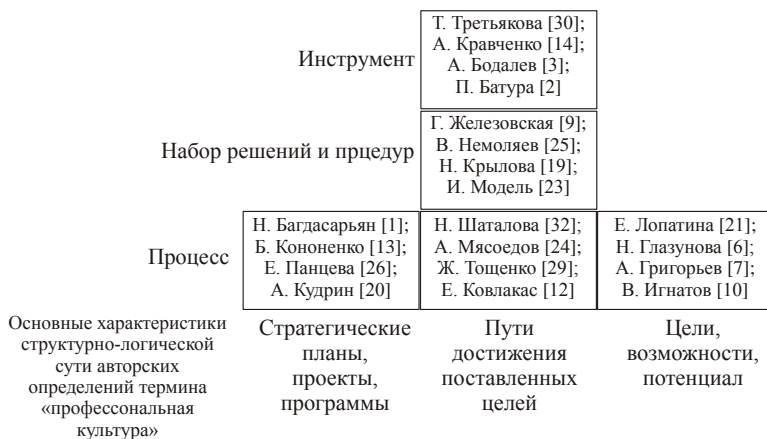 Т. Третьякова [30];
А. Кравченко [14];
А. Бодалев [3];
П. Батура [2]
Инструмент
Г. Железовская [9];
В. Немоляев [25];
Н. Крылова [19];
И. Модель [23]
Набор решений и прцедур
Процесс
Н. Багдасарьян [1];
Б. Кононенко [13];
Е. Панцева [26];
А. Кудрин [20]
Н. Шаталова [32];
А. Мясоедов [24];
Ж. Тощенко [29];
Е. Ковлакас [12]
Е. Лопатина [21];
Н. Глазунова [6];
А. Григорьев [7];
В. Игнатов [10]
Основные характеристики
структурно-логической
сути авторских
определений термина
«профессональная
культура»
Стратегические
планы,
проекты,
программы
Пути
достижения
поставленных
целей
Цели,
возможности,
потенциал